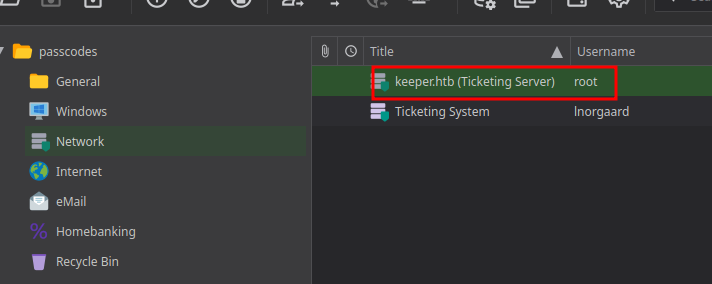 passcodes
General
Windows
Network
Internet
eMail
Homebanking
Recycle Bin
Title Username
keeper.htb (Ticketing Server) root
Ticketing System lnorgaard